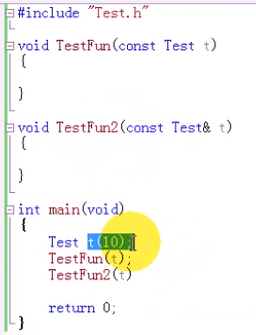 #include "Test.h"
void TestFun(const Test t)
{
}
void TestFun2(const Test& t)
{
}
int main(void)
{
Test t(10);
TestFun(t);
TestFun2(t)
return 0;
}